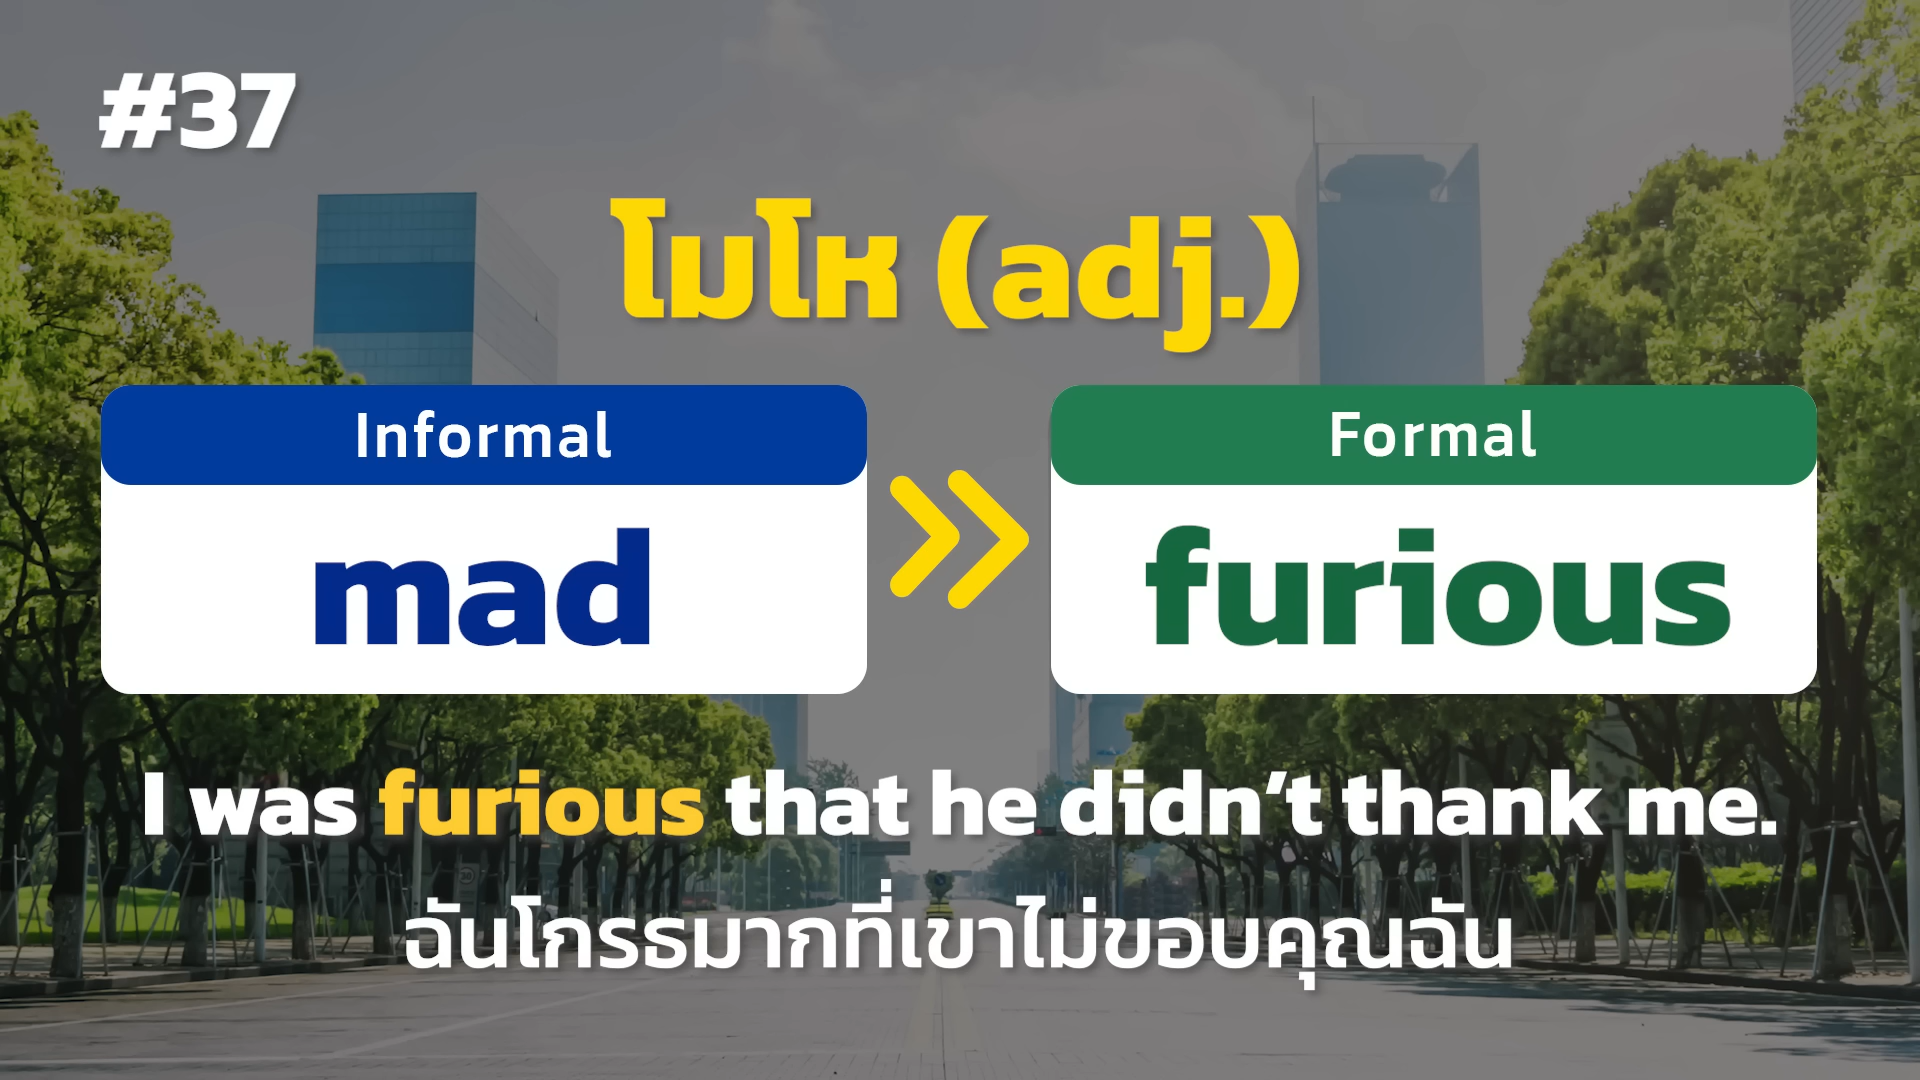 #37
โมโห (adj.)
Informal
mad
Formal
furious
I was furious that he didn’t thank me.
ฉันโกรธมากที่เขาไม่ขอบคุณฉัน